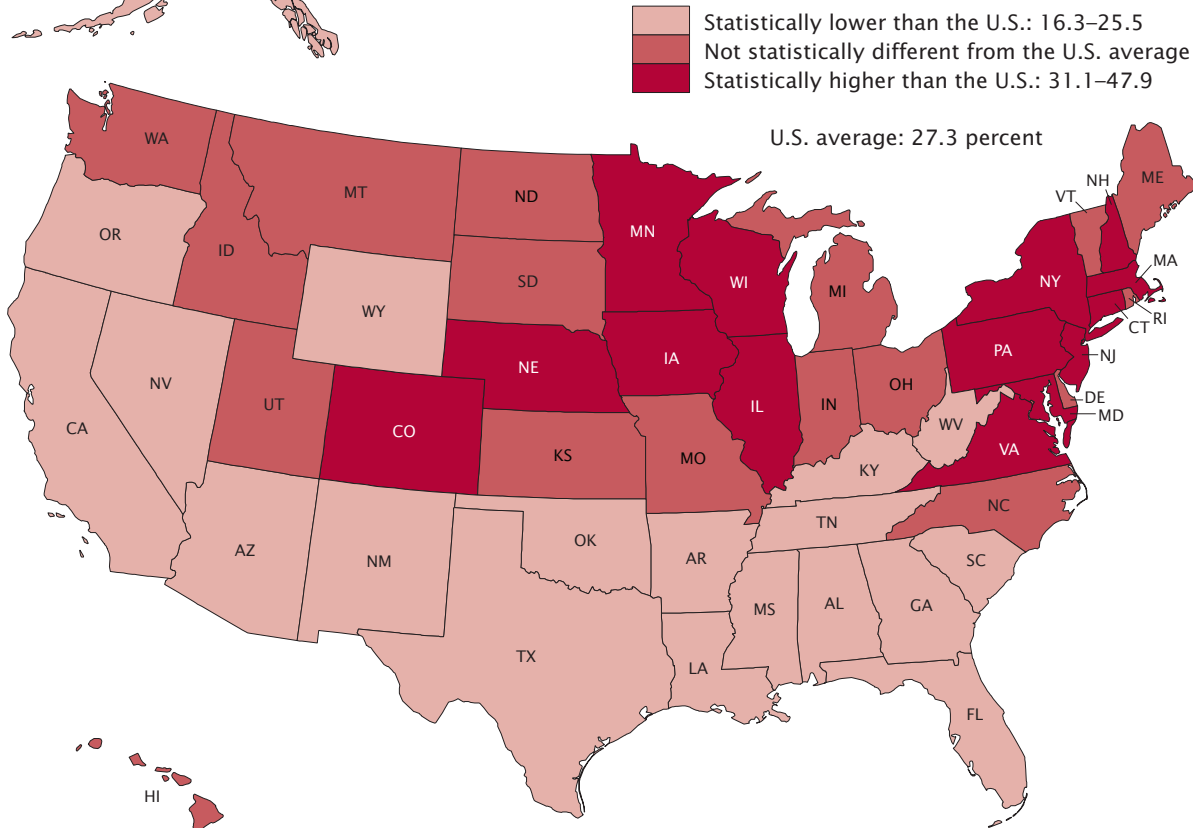 Statistically lower than the U.S.: 16.3–25.5
Not statistically different from the U.S. average
Statistically higher than the U.S.: 31.1–47.9
U.S. average: 27.3 percent
WA
MT
ND
MN
OR
ID
SD
WI
MI
WY
NH
VT
ME
MA
NY
RI
CT
NV
UT
NE
IA
PA
NJ
CA
CO
IL
IN
OH
DE
MD
WV
VA
KS
MO
KY
NC
AZ
NM
OK
AR
TN
SC
MS
AL
GA
TX
LA
FL
HI